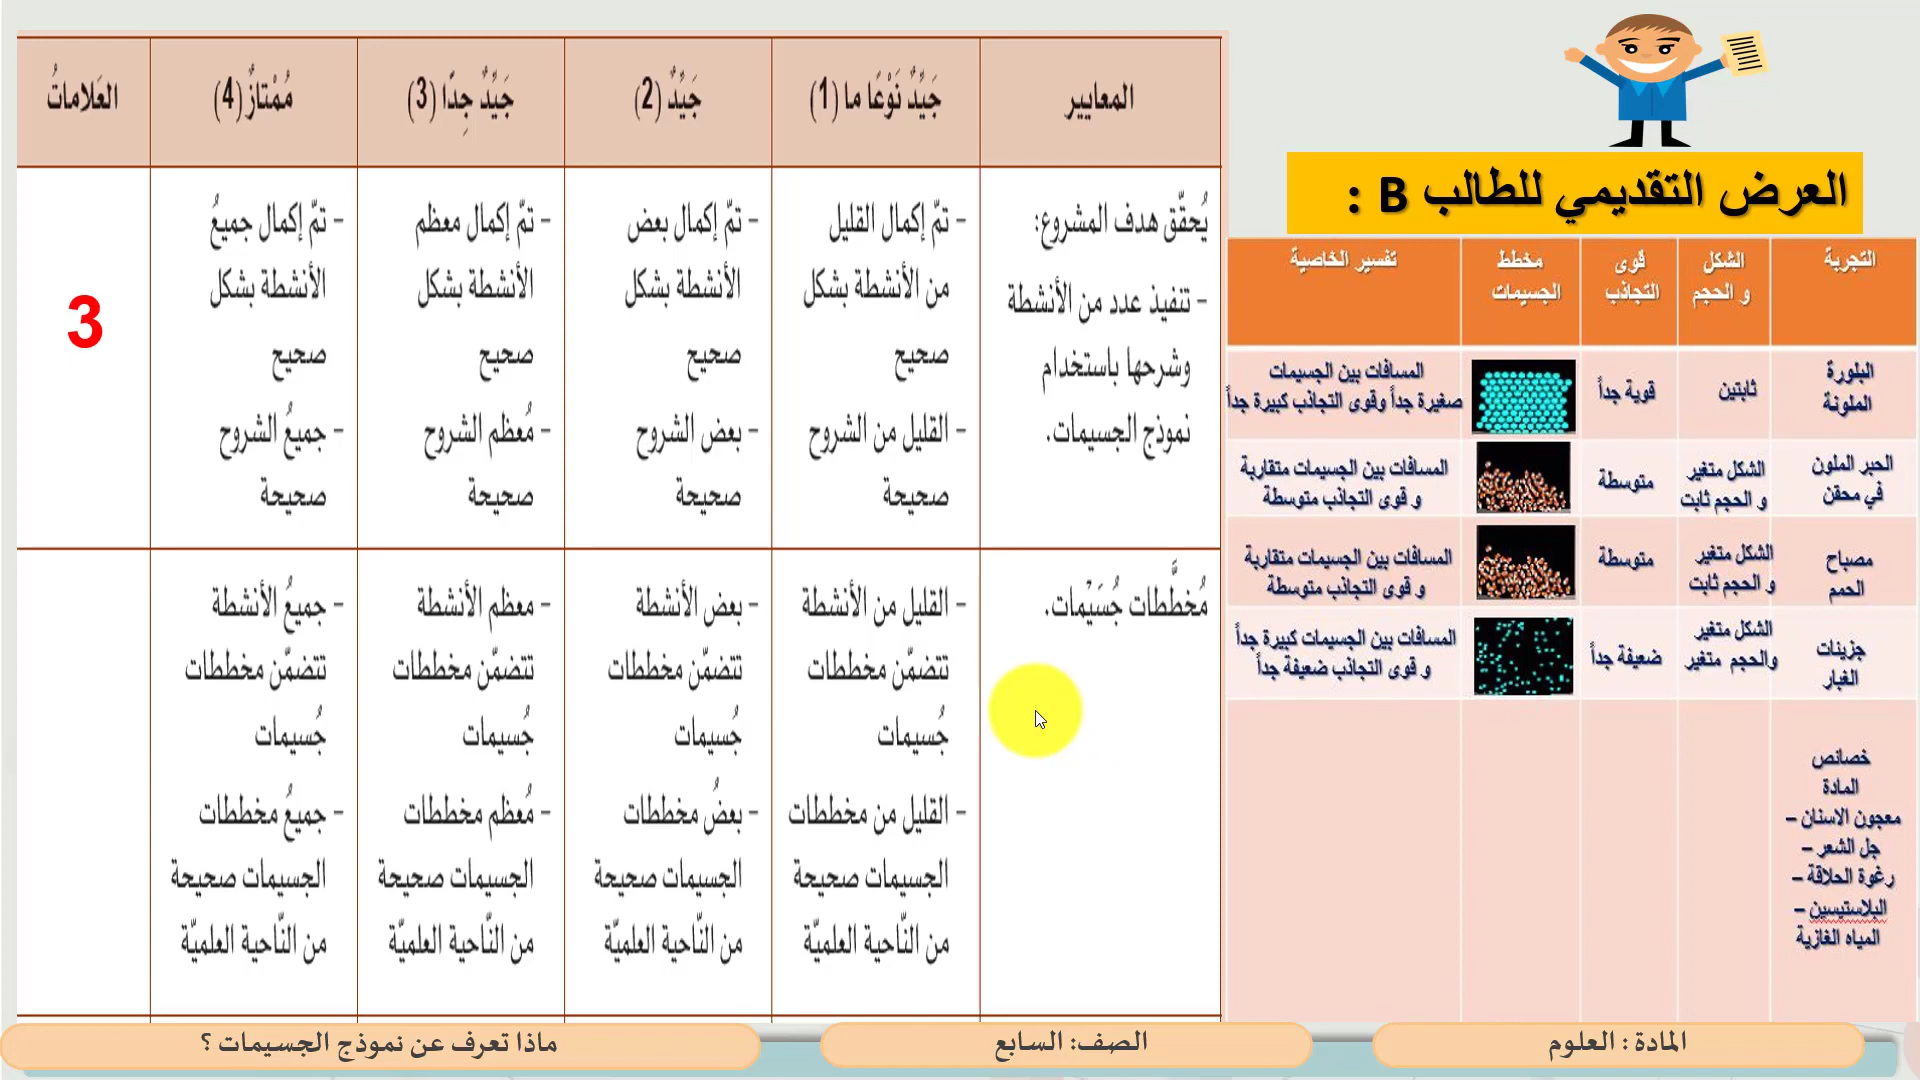 العرض التقديمي للطالب B :
التجربة
الشكل
و الحجم
قوى
التجاذب
مخطط
الجسيمات
تفسير الخاصية
البلورة
الملونة
ثابتين
قوية جداً
المسافات بين الجسيمات
صغيرة جداً وقوى التجاذب كبيرة جداً
الحبر الملون
في محقن
الشكل متغير
و الحجم ثابت
متوسطة
المسافات بين الجسيمات متقاربة
و قوى التجاذب متوسطة
مصباح
الحمم
الشكل متغير
و الحجم ثابت
متوسطة
المسافات بين الجسيمات متقاربة
و قوى التجاذب متوسطة
جزيئات
الغبار
الشكل متغير
والحجم متغير
ضعيفة جداً
المسافات بين الجسيمات كبيرة جداً
و قوى التجاذب ضعيفة جداً
خصائص
المادة
معجون الاسنان –
جل الشعر –
رغوة الحلاقة –
البلاستيسين –
المياه الغازية
المعايير
جَيِّدٌ نَوْعًا ما (1)
جَيِّدٌ (2)
جَيِّدٌ جِدًا (3)
مُمْتازٌ (4)
العَلاماتُ
يُحقّق هدف المشروع:
- تنفيذ عدد من الأنشطة
وشرحها باستخدام
نموذج الجسيمات.
- تمّ إكمال القليل
من الأنشطة بشكل
صحيح
- القليل من الشروح
صحيحة
- تمّ إكمال بعض
الأنشطة بشكل
صحيح
- بعض الشروح
صحيحة
- تمّ إكمال معظم
الأنشطة بشكل
صحيح
- مُعظم الشروح
صحيحة
- تمّ إكمال جميعُ
الأنشطة بشكل
صحيح
- جميعُ الشروح
صحيحة
3
مُخطَّطات جُسَيْمات.
- القليل من الأنشطة
تتضمّن مخططات
جُسيمات
- القليل من مخططات
الجسيمات صحيحة
من النّاحية العلميّة
- بعض الأنشطة
تتضمّن مخططات
جُسيمات
- بعضُ مخططات
الجسيمات صحيحة
من النّاحية العلميّة
- معظم الأنشطة
تتضمّن مخططات
جُسيمات
- مُعظم مخططات
الجسيمات صحيحة
من النّاحية العلميّة
- جميعُ الأنشطة
تتضمّن مخططات
جُسيمات
- جميعُ مخططات
الجسيمات صحيحة
من النّاحية العلميّة
المادة : العلوم
الصف: السابع
ماذا تعرف عن نموذج الجسيمات ؟